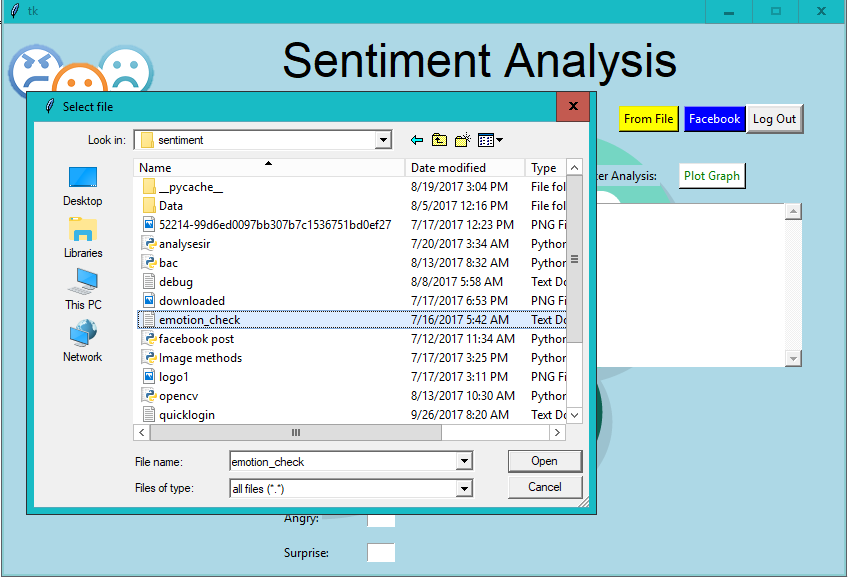 tk
Sentiment Analysis
Select file
From File Facebook Log Out
Look in: sentiment
Name Date modified Type
ter Analysis: Plot Graph
__pycache__ 8/19/2017 3:04 PM File fol
Data 8/5/2017 12:16 PM File fol
52214-99d6ed0097bb307b7c1536751bd0ef27 7/17/2017 12:23 PM PNG Fi
analysesir 7/20/2017 3:34 AM Python
bac 8/13/2017 8:32 AM Python
debug 8/8/2017 5:58 AM Text Do
downloaded 7/17/2017 6:53 PM PNG Fi
emotion_check 7/16/2017 5:42 AM Text Do
facebook post 7/12/2017 11:34 AM Python
Image methods 7/17/2017 3:25 PM Python
logo1 7/17/2017 3:11 PM PNG Fi
opencv 8/13/2017 10:30 AM Python
quicklogin 9/26/2017 8:20 AM Text Do
Desktop
Libraries
This PC
Network
File name: emotion_check Open
Files of type: all files (*.*) Cancel
Angry:
Surprise: